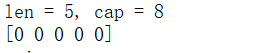 len = 5, cap = 8
[0 0 0 0 0]